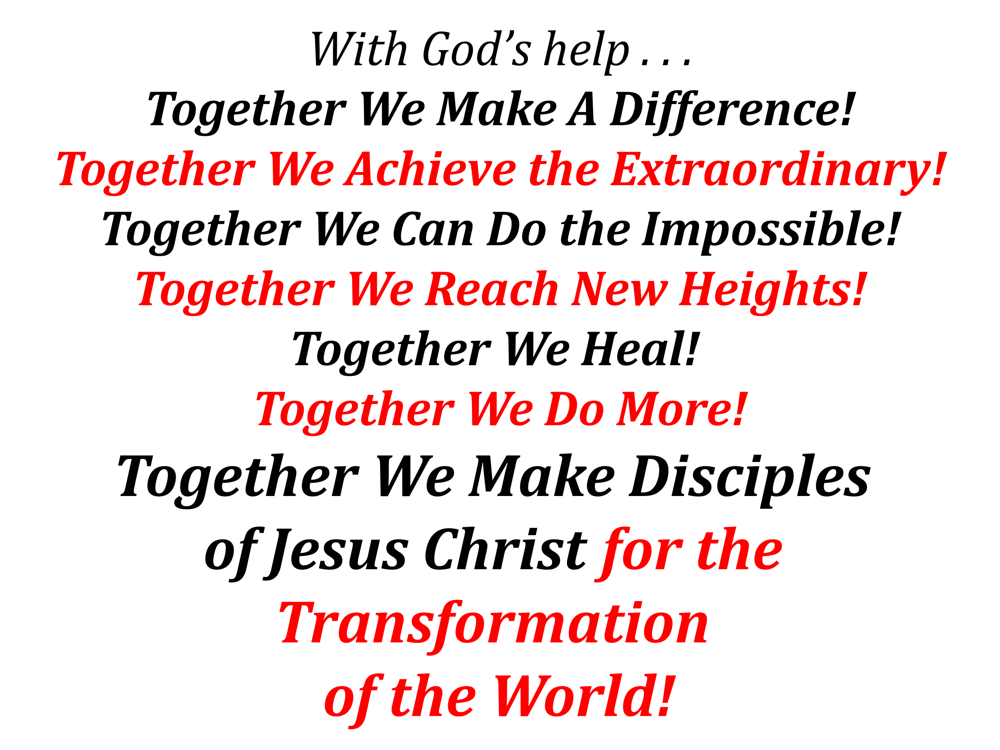 With God’s help . . .
Together We Make A Difference!
Together We Achieve the Extraordinary!
Together We Can Do the Impossible!
Together We Reach New Heights!
Together We Heal!
Together We Do More!
Together We Make Disciples
of Jesus Christ for the
Transformation
of the World!